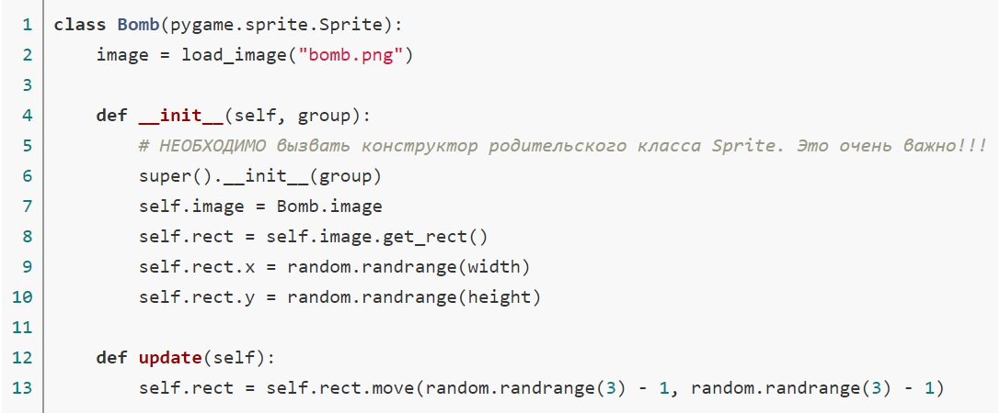 1 class Bomb(pygame.sprite.Sprite):
2     image = load_image("bomb.png")
3
4     def __init__(self, group):
5         # НЕОБХОДИМО вызвать конструктор родительского класса Sprite. Это очень важно!!!
6         super().__init__(group)
7         self.image = Bomb.image
8         self.rect = self.image.get_rect()
9         self.rect.x = random.randrange(width)
10         self.rect.y = random.randrange(height)
11
12     def update(self):
13         self.rect = self.rect.move(random.randrange(3) - 1, random.randrange(3) - 1)